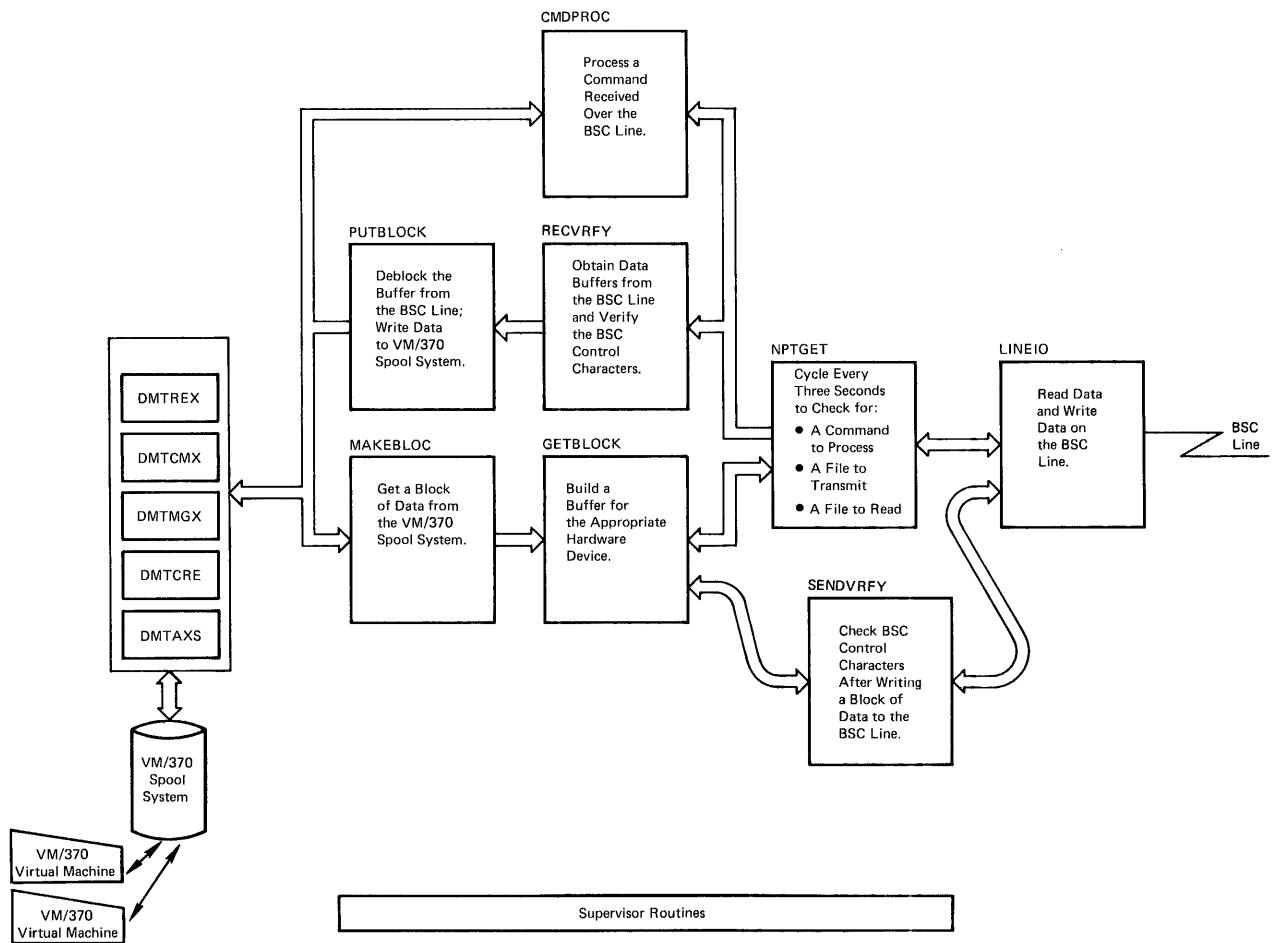 CMDPROC
Process a
Command
Received
Over the
BSC Line.
PUTBLOCK
Deblock the
Buffer from
the BSC Line;
Write Data
to VM/370
Spool System.
RECVRFY
Obtain Data
Buffers from
the BSC Line
and Verify
the BSC
Control
Characters.
NPTGET
Cycle Every
Three Seconds
to Check for:
• A Command
to Process
• A File to
Transmit
• A File to Read
LINEIO
Read Data
and Write
Data on
the BSC
Line.
BSC
Line
DMTREX
DMTCMX
DMTMGX
DMTCRE
DMTAXS
MAKEBLOC
Get a Block
of Data from
the VM/370
Spool System.
GETBLOCK
Build a
Buffer for
the Appropriate
Hardware
Device.
SENDVRFY
Check BSC
Control
Characters
After Writing
a Block of
Data to the
BSC Line.
VM/370
Spool
System
VM/370
Virtual Machine
VM/370
Virtual Machine
Supervisor Routines